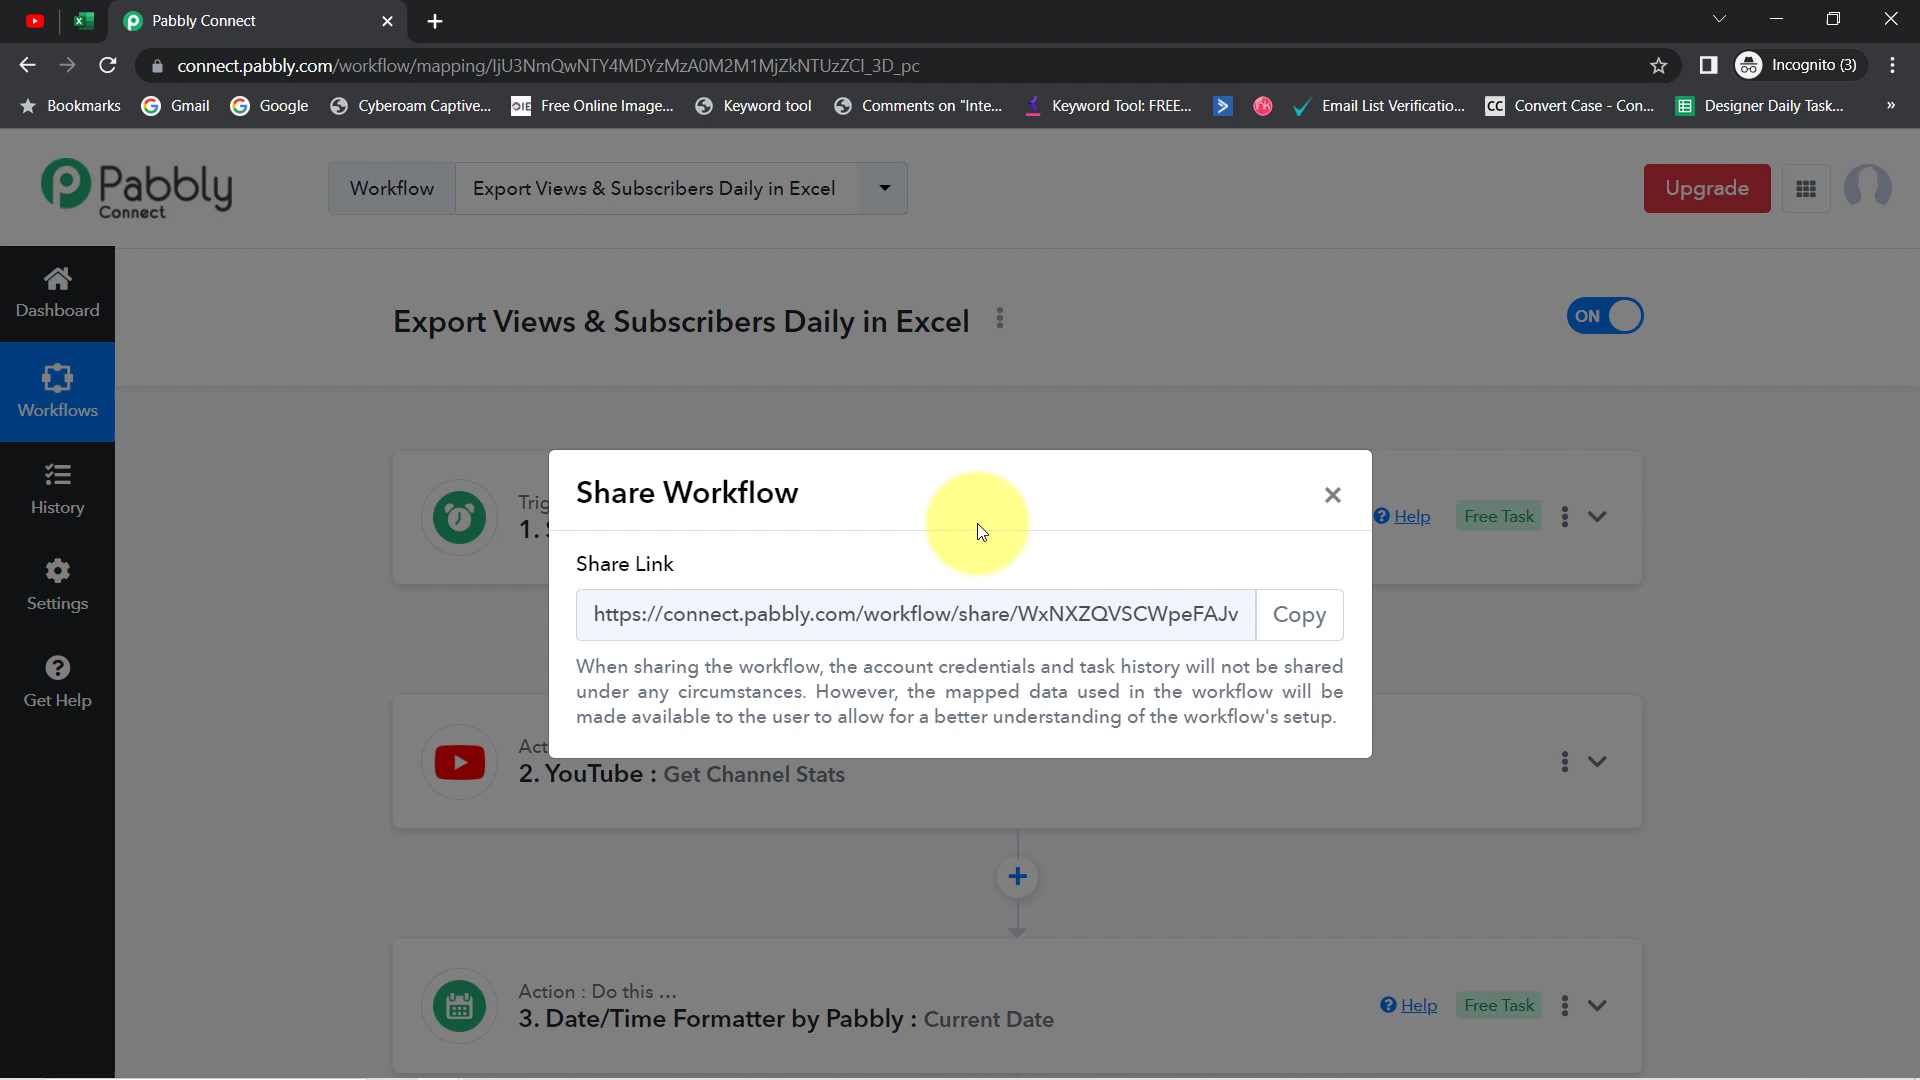 Pabbly Connect
connect.pabbly.com/workflow/mapping/IjU3NmQwNTY4MDYzMzA0M2M1MjZkNTUzZCI_3D_pc
Incognito (3)
Bookmarks
Gmail
Google
Cyberoam Captive...
Free Online Image...
Keyword tool
Comments on "Inte...
Keyword Tool: FREE...
Email List Verificatio...
CC
Convert Case - Con...
Designer Daily Task...
Pabbly
Connect
Workflow
Export Views & Subscribers Daily in Excel
Upgrade
Dashboard
Workflows
History
Settings
Get Help
Export Views & Subscribers Daily in Excel
ON
Trig
1. S
Help
Free Task
Share Workflow
Share Link
https://connect.pabbly.com/workflow/share/WxNXZQVSCWpeFAJv
Copy
When sharing the workflow, the account credentials and task history will not be shared
under any circumstances. However, the mapped data used in the workflow will be
made available to the user to allow for a better understanding of the workflow's setup.
Act
2. YouTube : Get Channel Stats
Action : Do this ...
3. Date/Time Formatter by Pabbly : Current Date
Help
Free Task